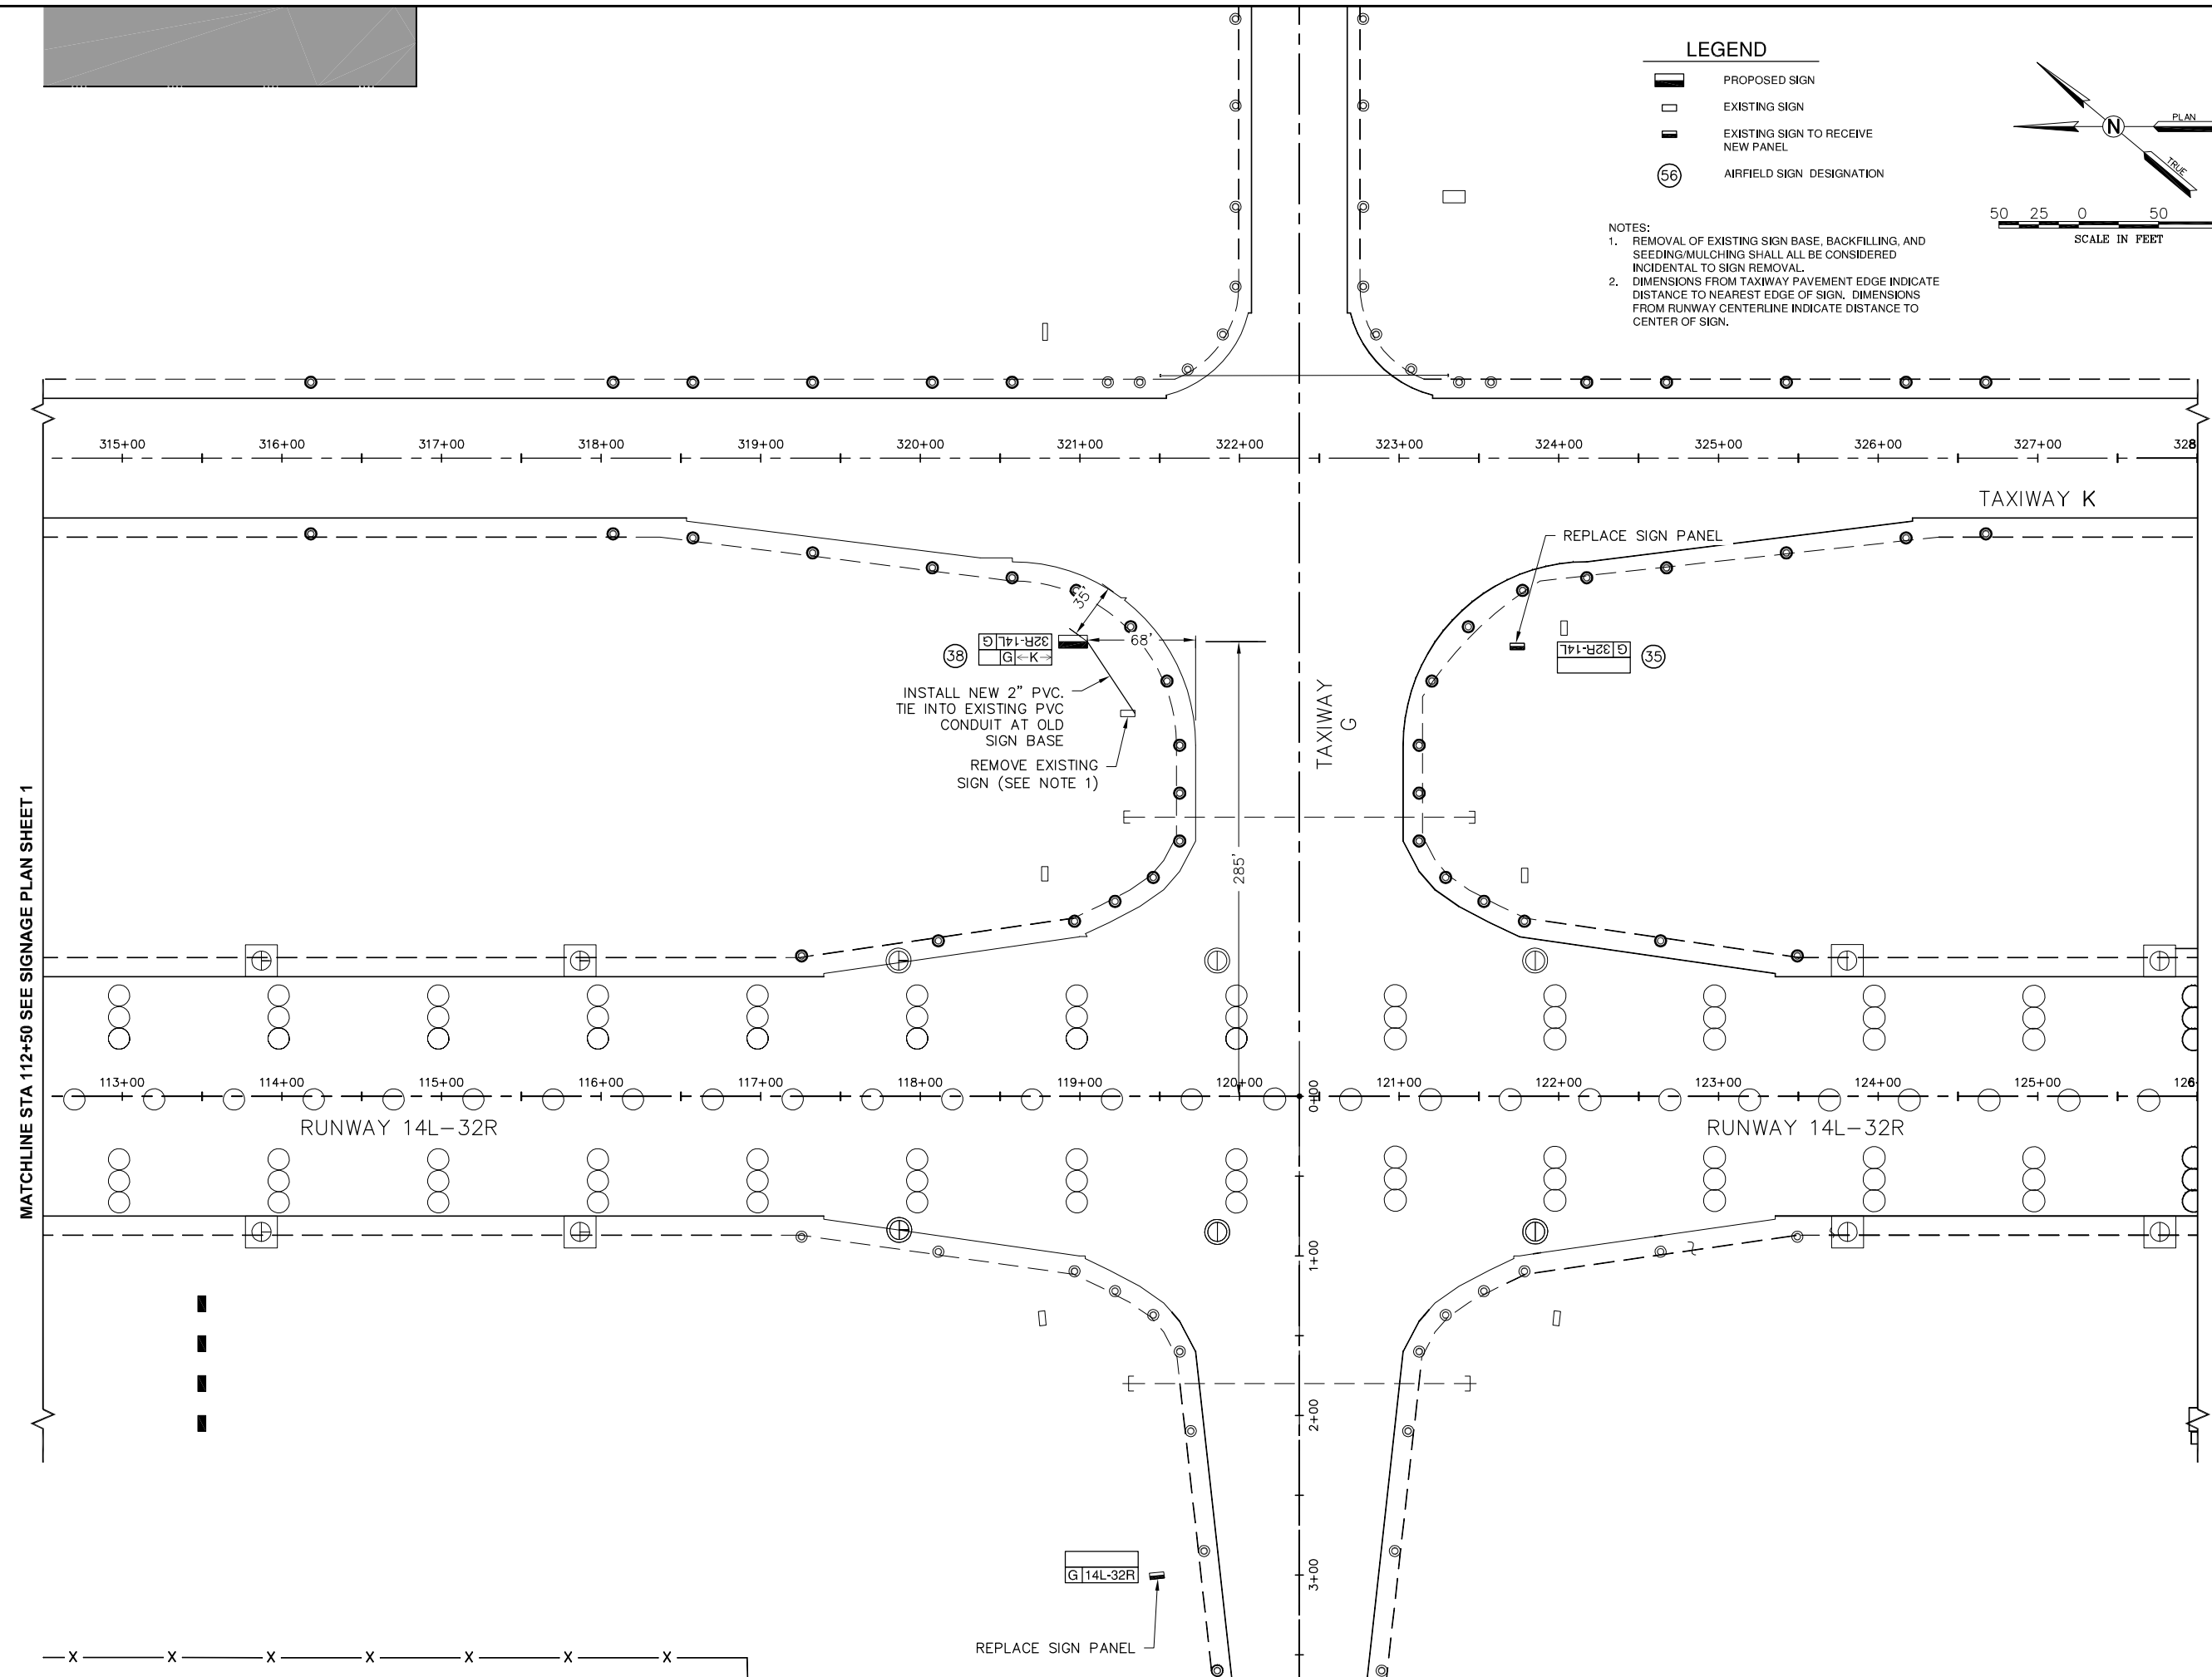 LEGEND
PROPOSED SIGN
EXISTING SIGN
EXISTING SIGN TO RECEIVE
NEW PANEL
56
AIRFIELD SIGN DESIGNATION
N
PLAN
TRUE
50 25 0 50
SCALE IN FEET
NOTES:
1. REMOVAL OF EXISTING SIGN BASE, BACKFILLING, AND
SEEDING/MULCHING SHALL ALL BE CONSIDERED
INCIDENTAL TO SIGN REMOVAL.
2. DIMENSIONS FROM TAXIWAY PAVEMENT EDGE INDICATE
DISTANCE TO NEAREST EDGE OF SIGN. DIMENSIONS
FROM RUNWAY CENTERLINE INDICATE DISTANCE TO
CENTER OF SIGN.
315+00 316+00 317+00 318+00 319+00 320+00 321+00 322+00 323+00 324+00 325+00 326+00 327+00 328
TAXIWAY K
REPLACE SIGN PANEL
35'
68'
38
32R-14L G
G ←K→
G 32R-14L
35
INSTALL NEW 2" PVC.
TIE INTO EXISTING PVC
CONDUIT AT OLD
SIGN BASE
REMOVE EXISTING
SIGN (SEE NOTE 1)
TAXIWAY
G
285'
MATCHLINE STA 112+50 SEE SIGNAGE PLAN SHEET 1
113+00 114+00 115+00 116+00 117+00 118+00 119+00 120+00 121+00 122+00 123+00 124+00 125+00 126
0+00
RUNWAY 14L-32R
RUNWAY 14L-32R
1+00
2+00
3+00
G 14L-32R
REPLACE SIGN PANEL
X X X X X X X